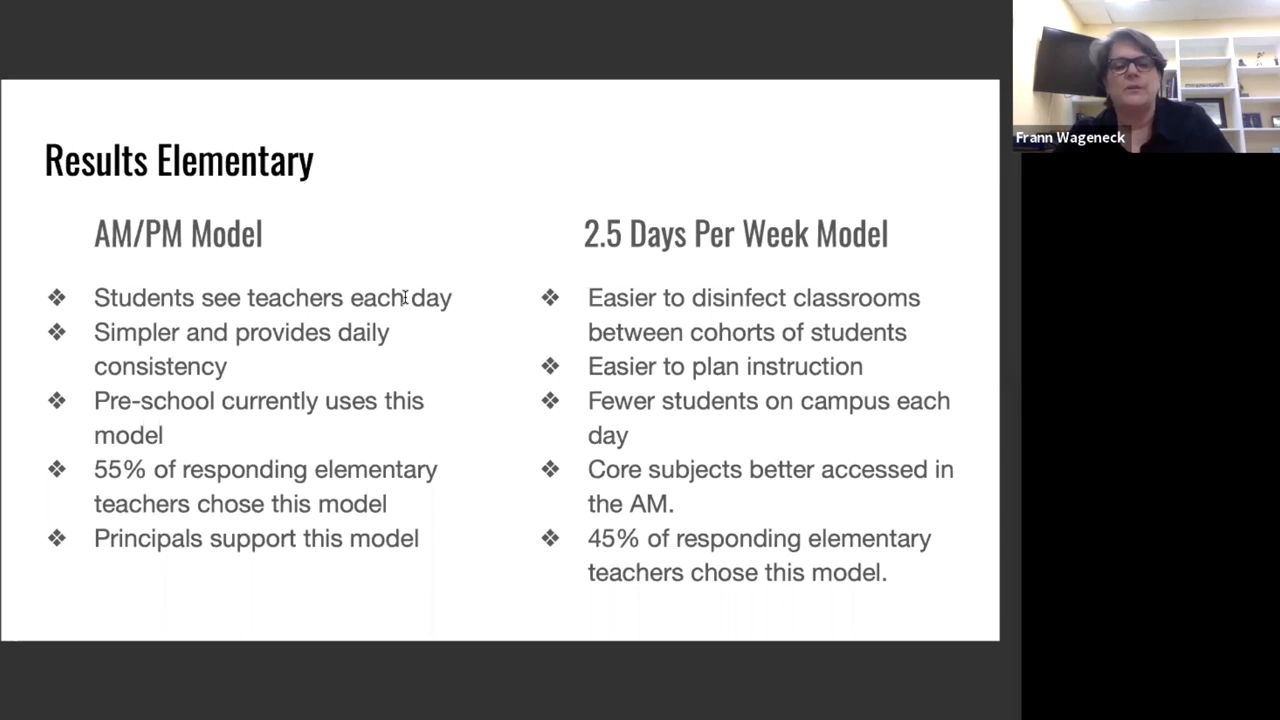 Results Elementary
AM/PM Model
Students see teachers each day
Simpler and provides daily
consistency
Pre-school currently uses this
model
55% of responding elementary
teachers chose this model
Principals support this model
2.5 Days Per Week Model
Easier to disinfect classrooms
between cohorts of students
Easier to plan instruction
Fewer students on campus each
day
Core subjects better accessed in
the AM.
45% of responding elementary
teachers chose this model.
Frann Wageneck